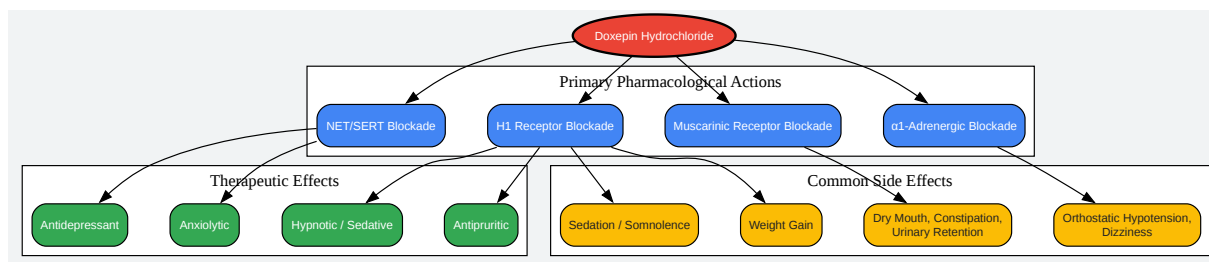 Doxepin Hydrochloride
Primary Pharmacological Actions
NET/SERT Blockade
H1 Receptor Blockade
Muscarinic Receptor Blockade
α1-Adrenergic Blockade
Therapeutic Effects
Antidepressant
Anxiolytic
Hypnotic / Sedative
Antipruritic
Common Side Effects
Sedation / Somnolence
Weight Gain
Dry Mouth, Constipation,
Urinary Retention
Orthostatic Hypotension,
Dizziness